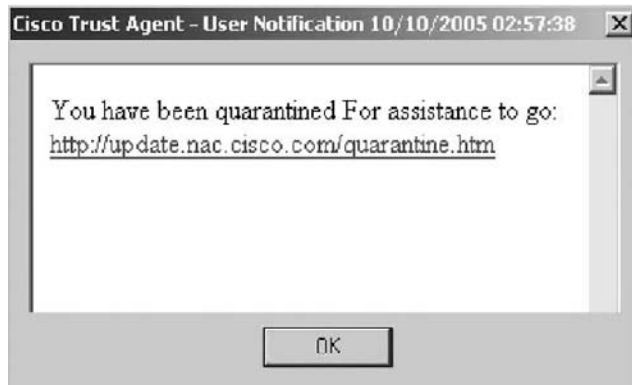 Cisco Trust Agent - User Notification 10/10/2005 02:57:38
You have been quarantined For assistance to go:
http://update.nac.cisco.com/quarantine.htm
OK